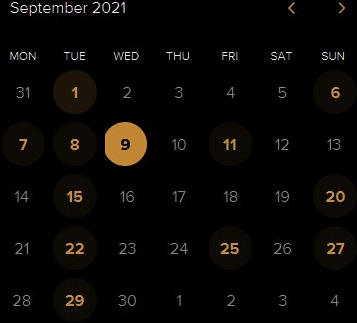 September 2021 < >
MON TUE WED THU FRI SAT SUN
31 1 2 3 4 5 6
7 8 9 10 11 12 13
14 15 16 17 18 19 20
21 22 23 24 25 26 27
28 29 30 1 2 3 4